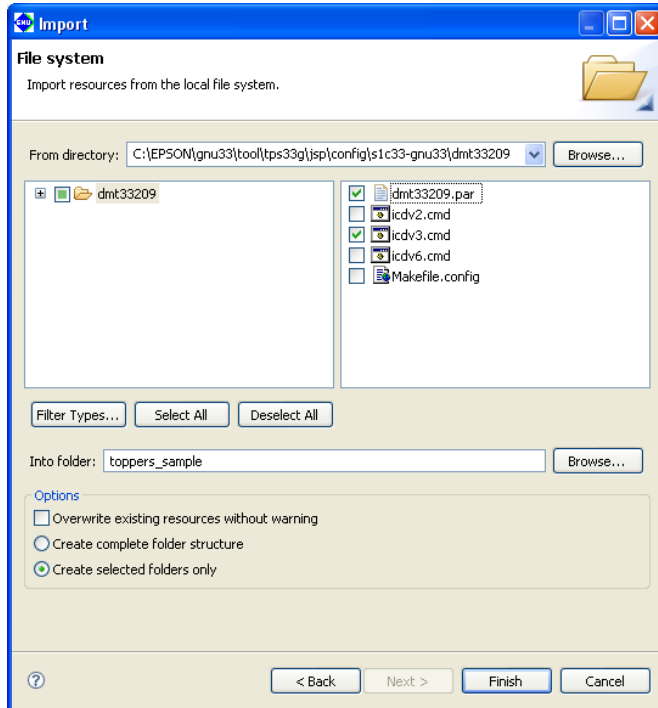 GNU Import
File system
Import resources from the local file system.
From directory: C:\EPSON\gnu33\tool\tps33g\jsp\config\s1c33-gnu33\dmt33209 Browse...
dmt33209
dmt33209.par
icdv2.cmd
icdv3.cmd
icdv6.cmd
Makefile.config
Filter Types... Select All Deselect All
Into folder: toppers_sample Browse...
Options
Overwrite existing resources without warning
Create complete folder structure
Create selected folders only
? < Back Next > Finish Cancel